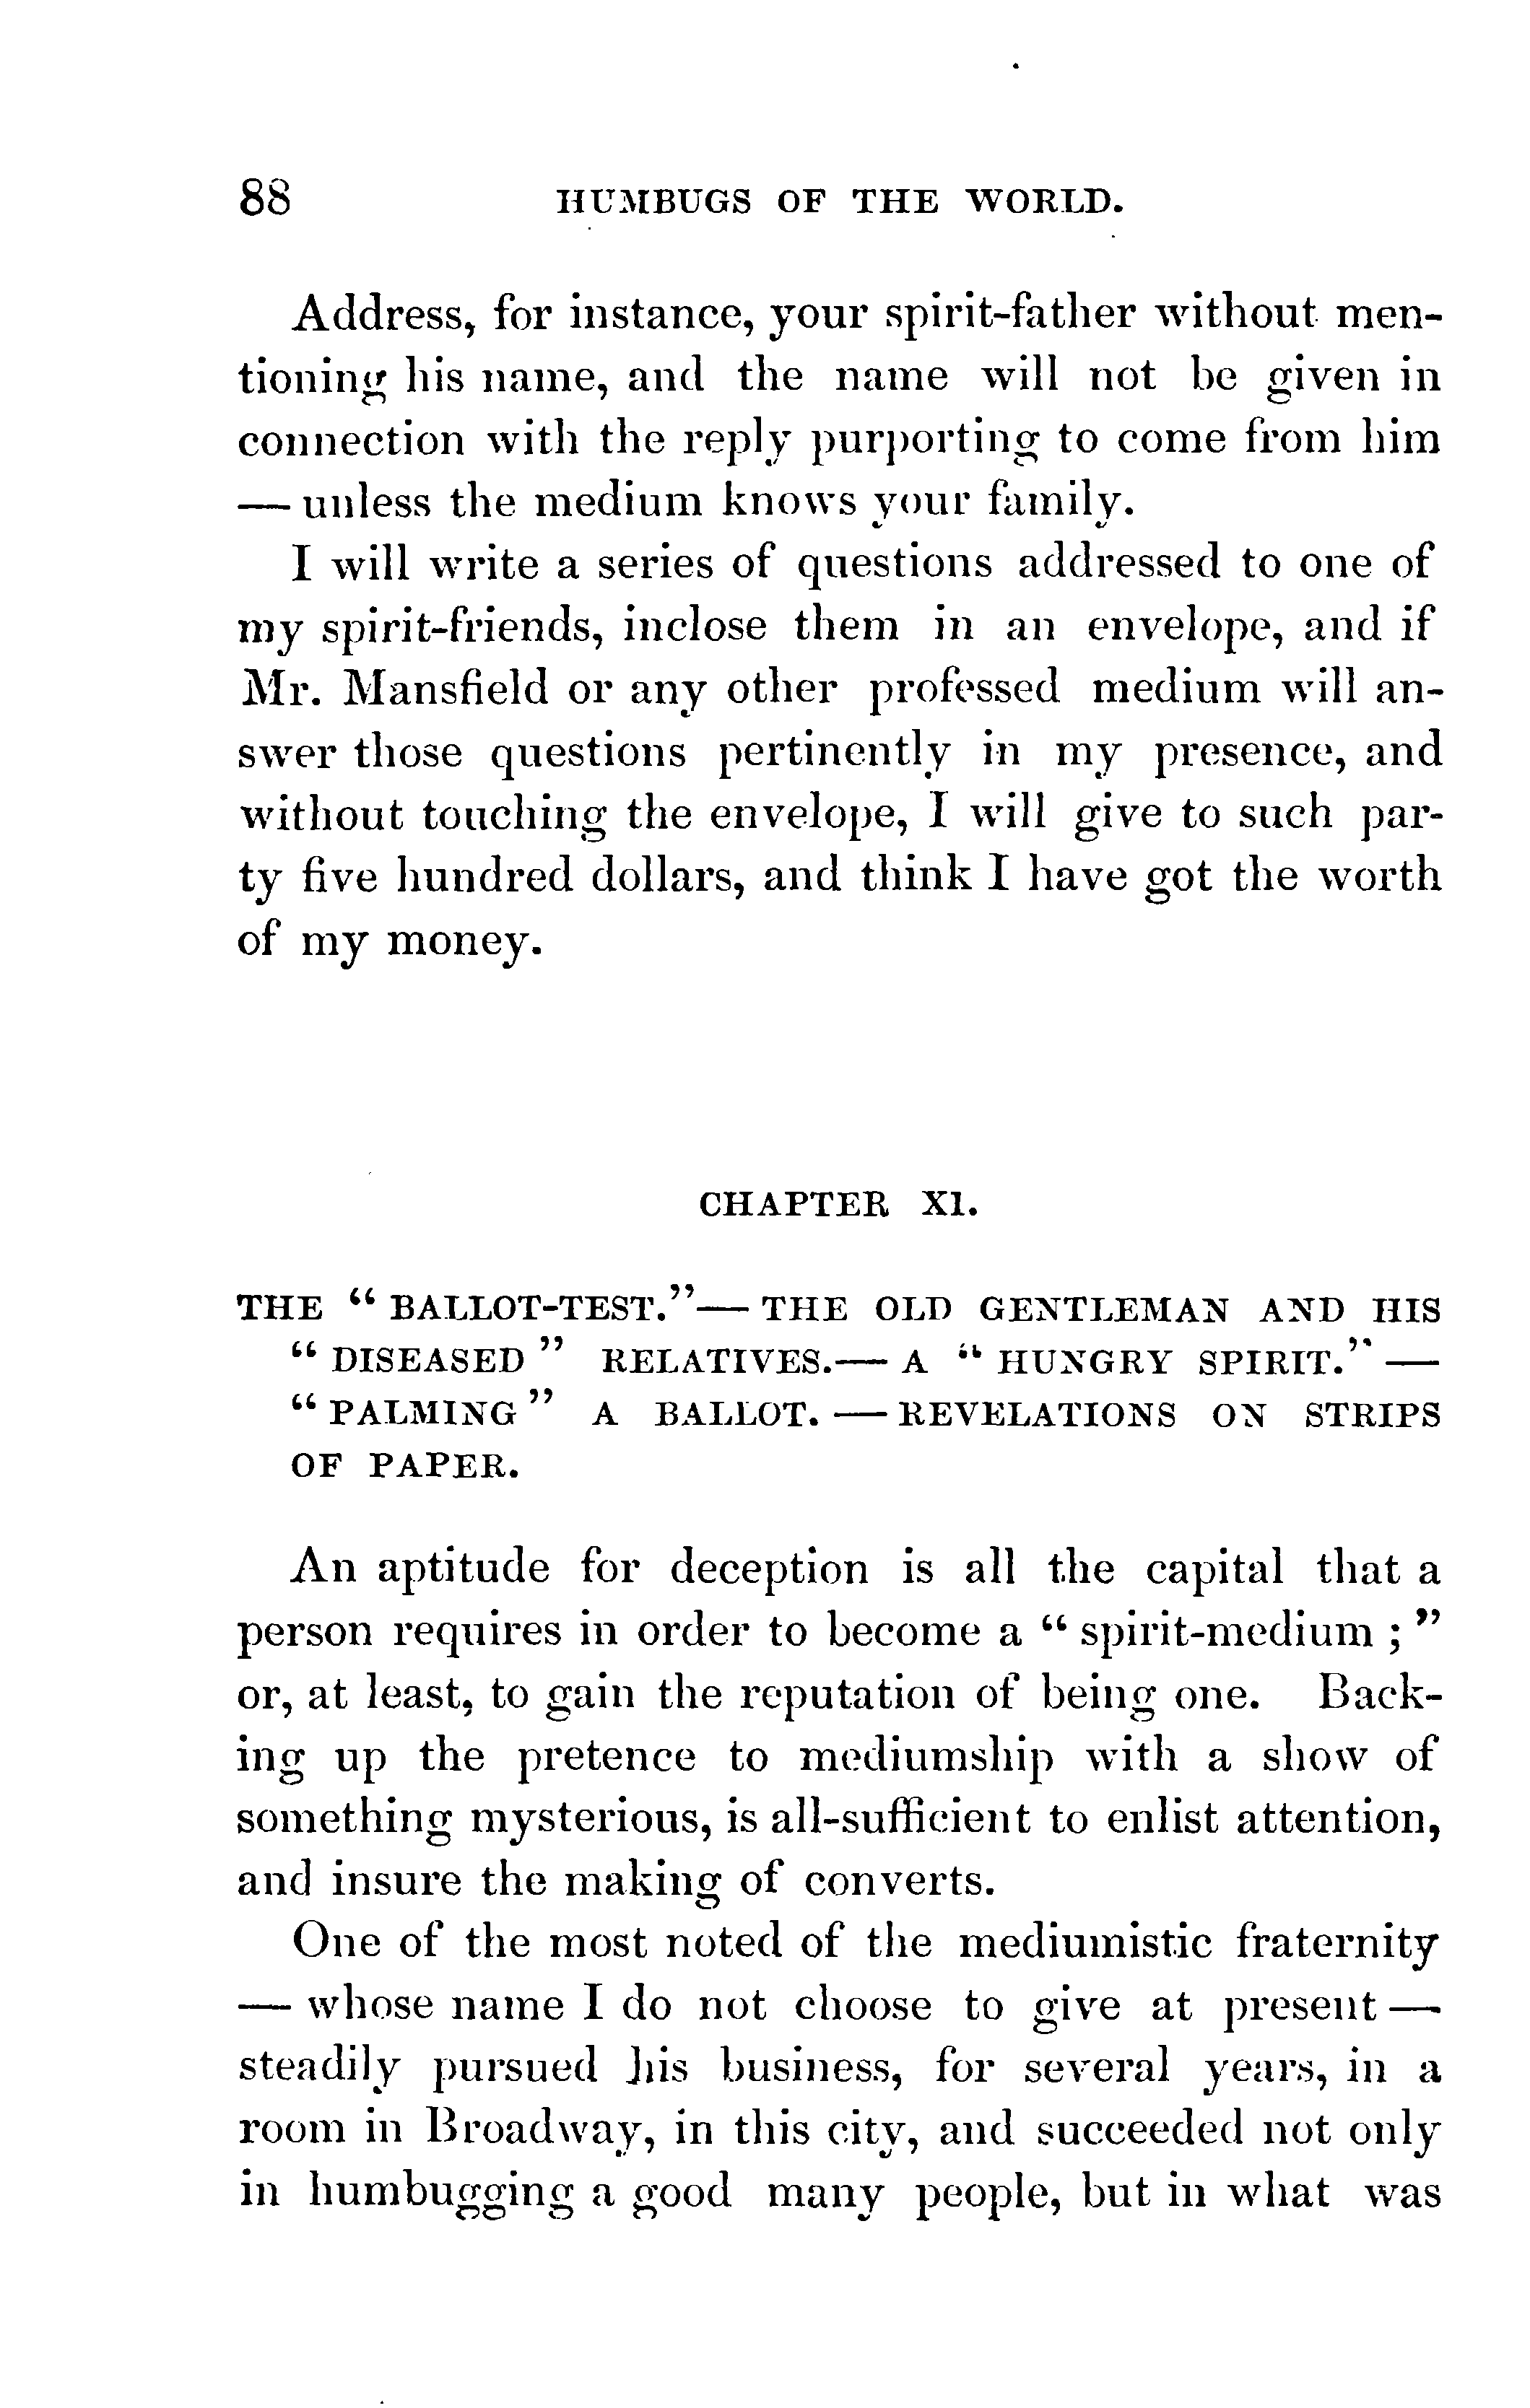 88 HUMBUGS OF THE WORLD.
Address, for instance, your spirit-father without men-
tioning his name, and the name will not be given in
connection with the reply purporting to come from him
— unless the medium knows your family.
I will write a series of questions addressed to one of
my spirit-friends, inclose them in an envelope, and if
Mr. Mansfield or any other professed medium will an-
swer those questions pertinently in my presence, and
without touching the envelope, I will give to such par-
ty five hundred dollars, and think I have got the worth
of my money.
CHAPTER XI.
THE “ BALLOT-TEST.”— THE OLD GENTLEMAN AND HIS
“ DISEASED ” RELATIVES.— A “ HUNGRY SPIRIT.” —
“ PALMING ” A BALLOT. — REVELATIONS ON STRIPS
OF PAPER.
An aptitude for deception is all the capital that a
person requires in order to become a “ spirit-medium ; ”
or, at least, to gain the reputation of being one. Back-
ing up the pretence to mediumship with a show of
something mysterious, is all-sufficient to enlist attention,
and insure the making of converts.
One of the most noted of the mediumistic fraternity
— whose name I do not choose to give at present —
steadily pursued his business, for several years, in a
room in Broadway, in this city, and succeeded not only
in humbugging a good many people, but in what was